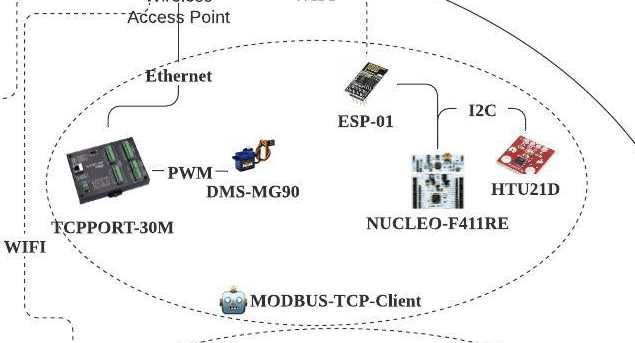 Access Point
Ethernet
ESP-01
I2C
PWM
DMS-MG90
HTU21D
TCPPORT-30M
NUCLEO-F411RE
WIFI
MODBUS-TCP-Client